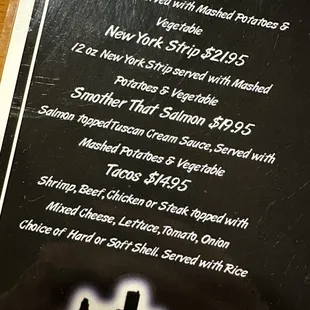 served with Mashed Potatoes &
Vegetable
New York Strip $21.95
12 oz New York Strip served with Mashed
Potatoes & Vegetable
Smother That Salmon $19.95
Salmon topped Tuscan Cream Sauce, Served with
Mashed Potatoes & Vegetable
Tacos $14.95
Shrimp, Beef, Chicken or Steak topped with
Mixed Cheese, Lettuce, Tomato, Onion
Choice of Hard or Soft Shell. Served with Rice